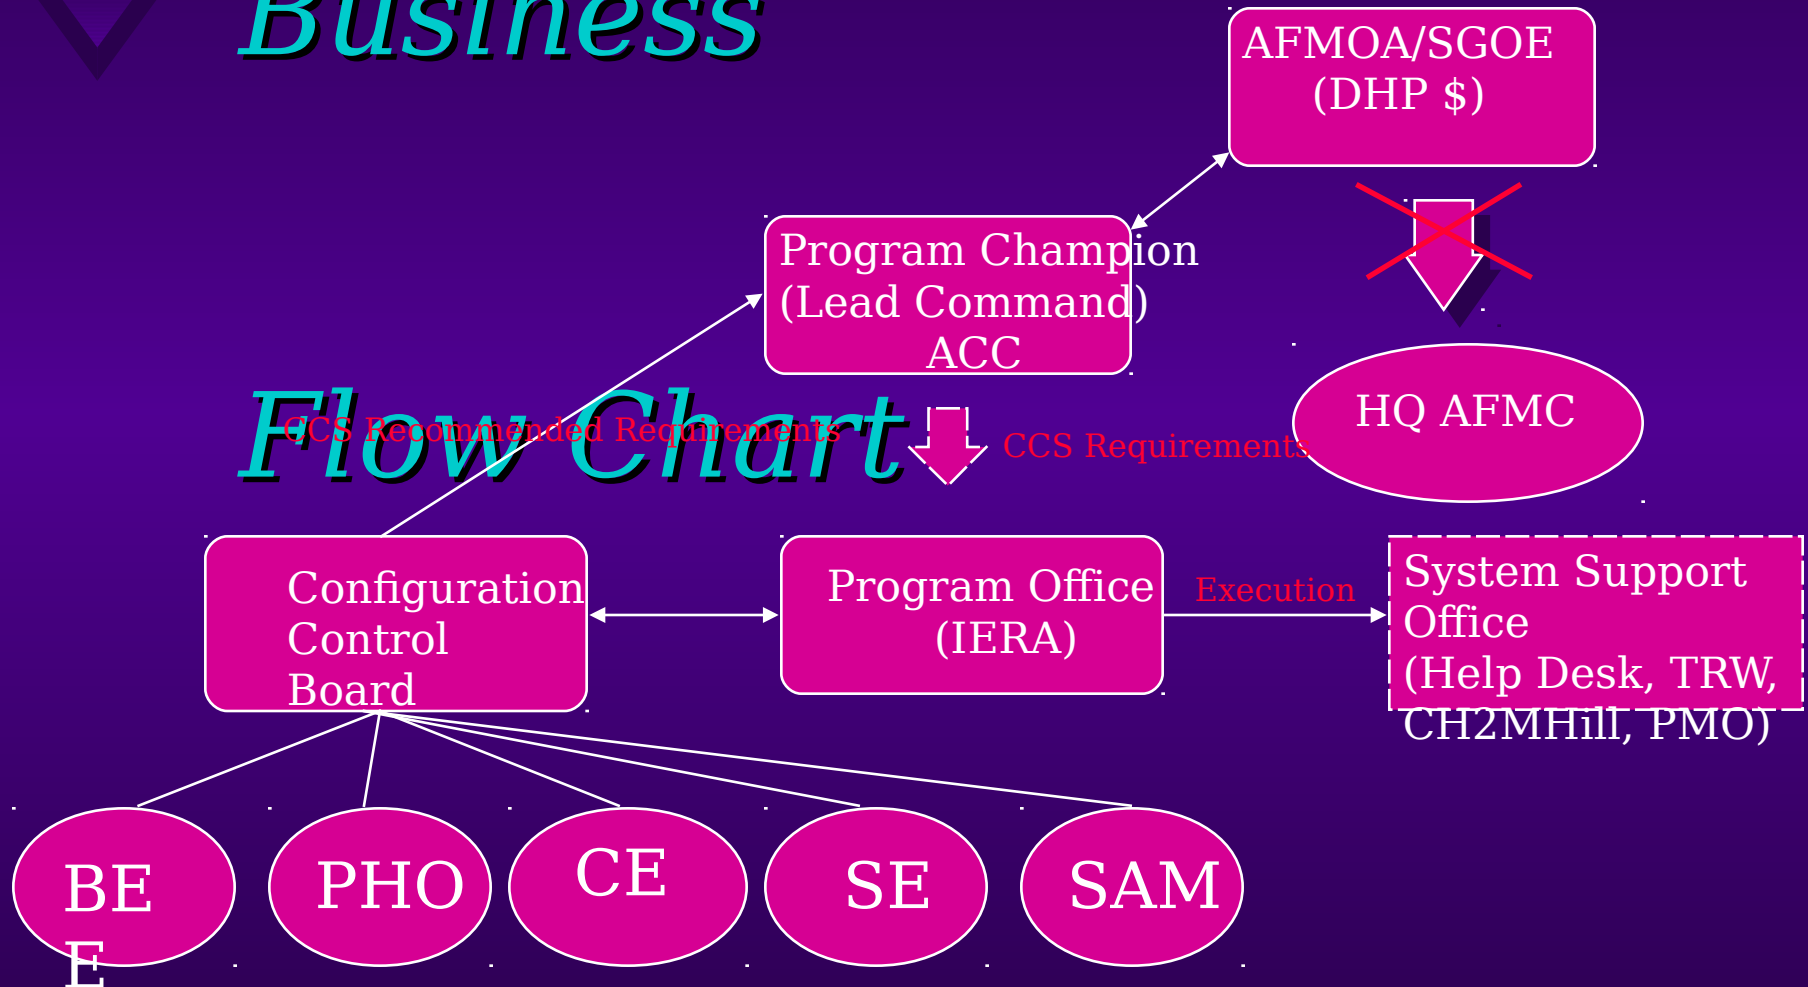 Business
AFMOA/SGOE
(DHP $)
Program Champion
(Lead Command)
ACC
Flow Chart
CCS Recommended Requirements
CCS Requirements
HQ AFMC
Configuration
Control
Board
Program Office
(IERA)
Execution
System Support
Office
(Help Desk, TRW,
CH2MHill, PMO)
BE
E
PHO
CE
SE
SAM